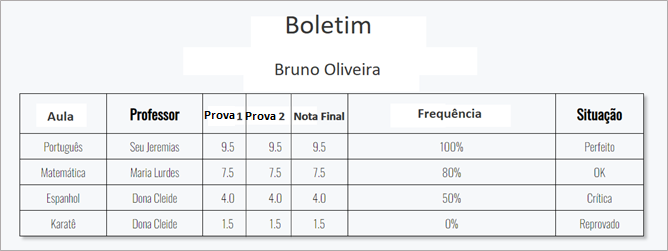 Boletim
Bruno Oliveira
Aula Professor Prova 1 Prova 2 Nota Final Frequência Situação
Português Seu Jeremias 9.5 9.5 9.5 100% Perfeito
Matemática Maria Lurdes 7.5 7.5 7.5 80% OK
Espanhol Dona Cleide 4.0 4.0 4.0 50% Crítica
Karatê Dona Cleide 1.5 1.5 1.5 0% Reprovado